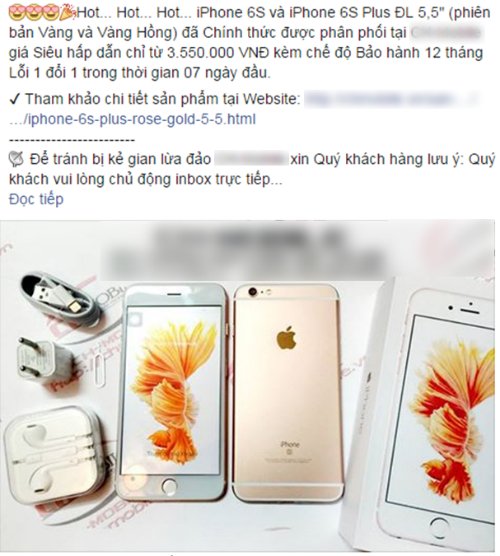 Hot... Hot... Hot... iPhone 6S và iPhone 6S Plus ĐL 5,5" (phiên
bản Vàng và Vàng Hồng) đã Chính thức được phân phối tại
giá Siêu hấp dẫn chỉ từ 3.550.000 VNĐ kèm chế độ Bảo hành 12 tháng
Lỗi 1 đổi 1 trong thời gian 07 ngày đầu.
✓ Tham khảo chi tiết sản phẩm tại Website:
…/iphone-6s-plus-rose-gold-5-5.html
------------------------
Để tránh bị kẻ gian lừa đảo xin Quý khách hàng lưu ý: Quý
khách vui lòng chủ động inbox trực tiếp...
Đọc tiếp
iPhone
S
iPhone